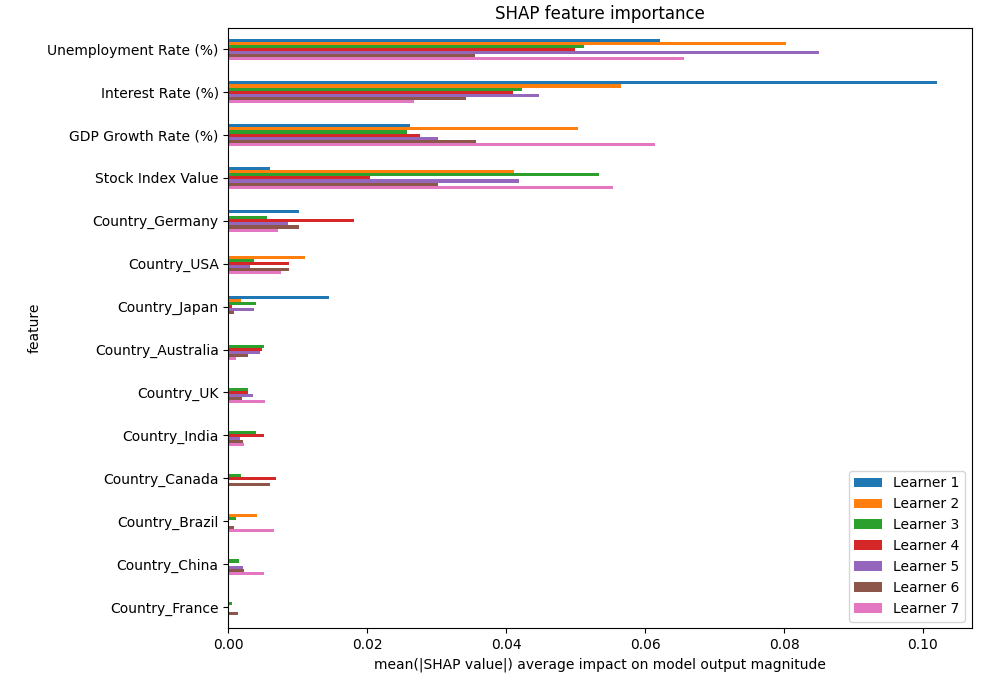 SHAP feature importance
Unemployment Rate (%)
Interest Rate (%)
GDP Growth Rate (%)
Stock Index Value
Country_Germany
Country_USA
Country_Japan
Country_Australia
Country_UK
Country_India
Country_Canada
Country_Brazil
Country_China
Country_France
feature
Learner 1
Learner 2
Learner 3
Learner 4
Learner 5
Learner 6
Learner 7
0.00 0.02 0.04 0.06 0.08 0.10
mean(|SHAP value|) average impact on model output magnitude